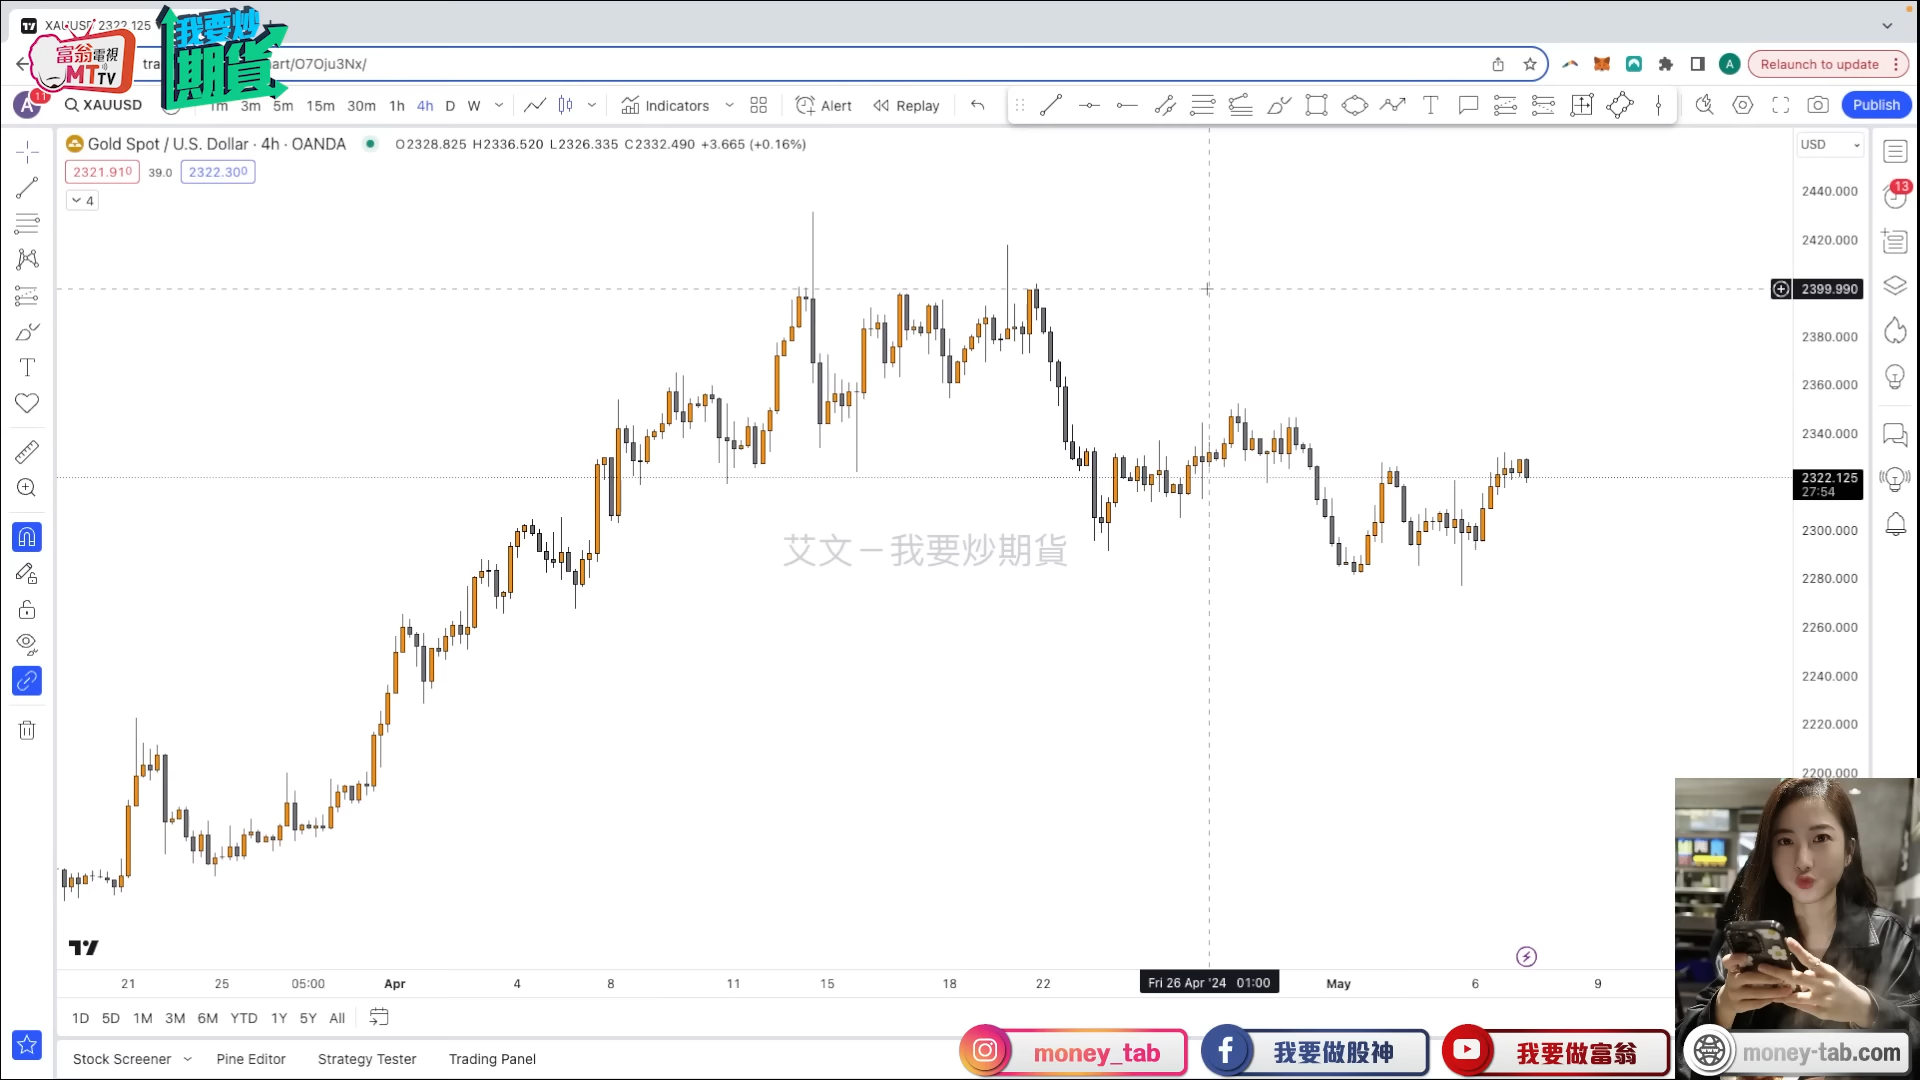 XAUUSD 2322.125
富翁電視
MTTV
我要炒
期貨
tra
art/O7Oju3Nx/
Relaunch to update
A
A
11
XAUUSD
1m 3m 5m 15m 30m 1h 4h D W
Indicators
Alert
Replay
Publish
Gold Spot / U.S. Dollar · 4h · OANDA
O2328.825 H2336.520 L2326.335 C2332.490 +3.665 (+0.16%)
2321.910
39.0
2322.300
4
USD
13
2440.000
2420.000
2399.990
2380.000
2360.000
2340.000
2322.125
27:54
2300.000
2280.000
2260.000
2240.000
2220.000
2200.000
艾文－我要炒期貨
21 25 05:00 Apr 4 8 11 15 18 22 Fri 26 Apr '24 01:00 May 6 9
1D 5D 1M 3M 6M YTD 1Y 5Y All
Stock Screener Pine Editor Strategy Tester Trading Panel
money_tab
我要做股神
我要做富翁
money-tab.com